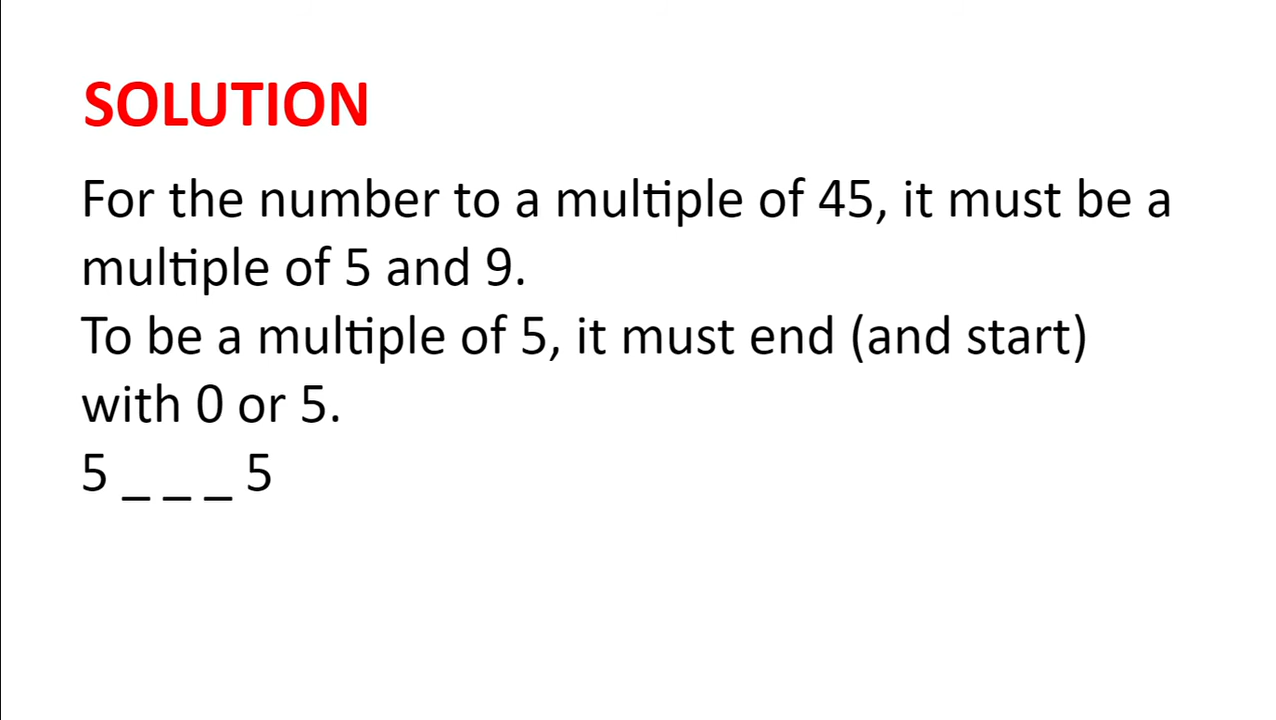 SOLUTION
For the number to a multiple of 45, it must be a
multiple of 5 and 9.
To be a multiple of 5, it must end (and start)
with 0 or 5.
5 _ _ _ 5